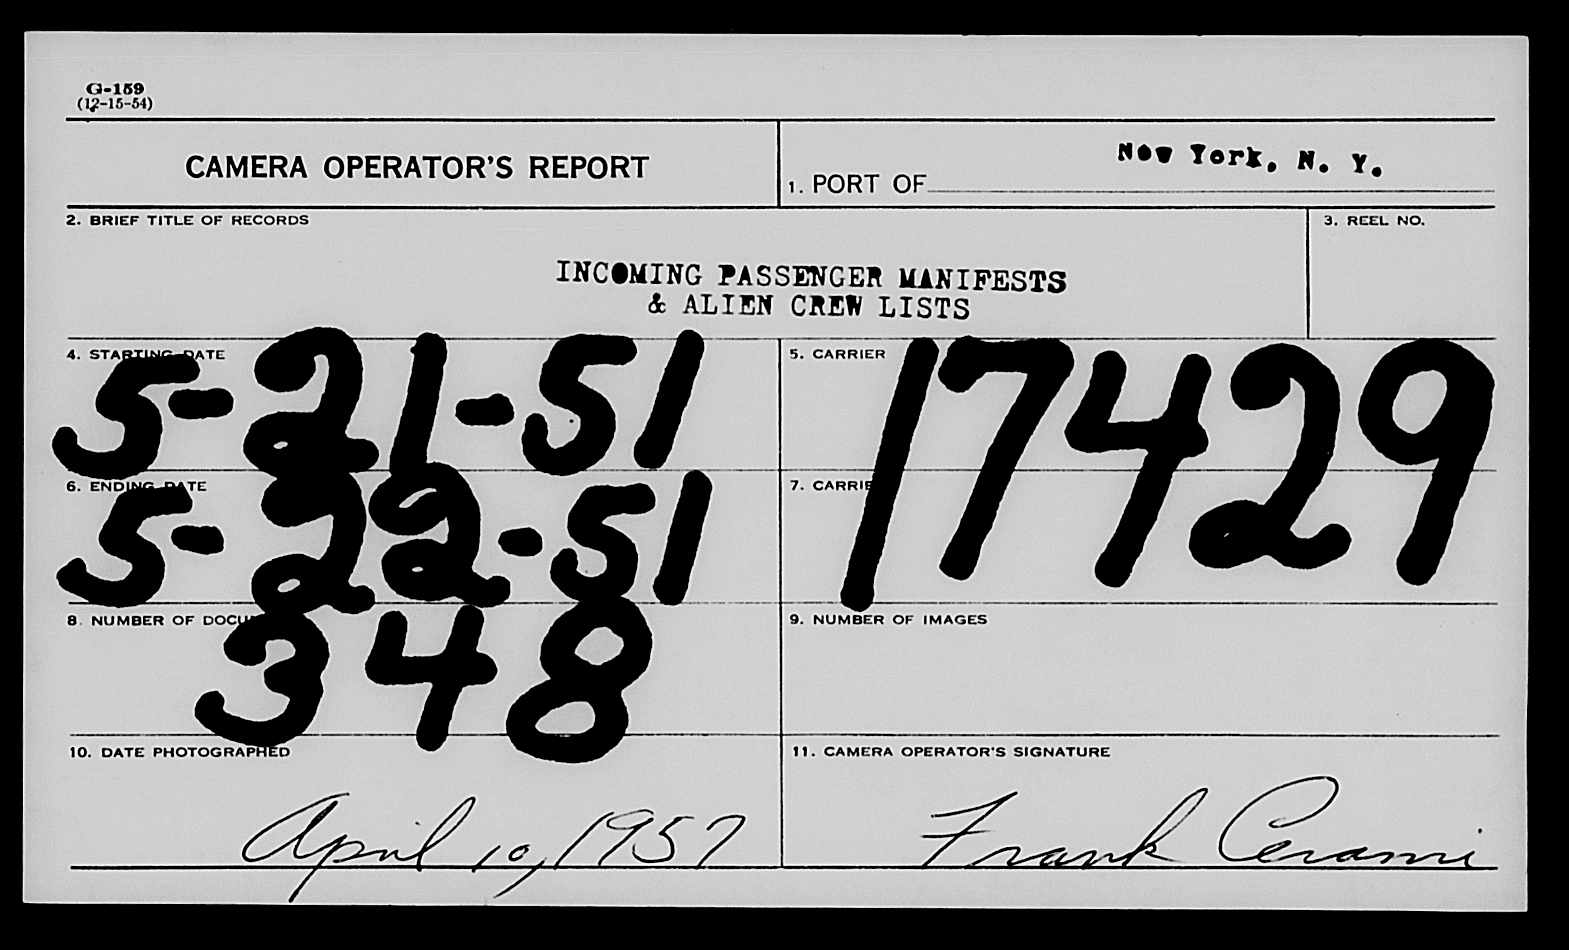 G-159
(12-15-54)
CAMERA OPERATOR'S REPORT
1. PORT OF New York, N. Y.
2. BRIEF TITLE OF RECORDS
3. REEL NO.
INCOMING PASSENGER MANIFESTS
& ALIEN CREW LISTS
4. STARTING DATE
5-21-51
5. CARRIER
17429
6. ENDING DATE
5-22-51
7. CARRIE
8. NUMBER OF DOCU
348
9. NUMBER OF IMAGES
10. DATE PHOTOGRAPHED
April 10, 1957
11. CAMERA OPERATOR'S SIGNATURE
Frank Cerami